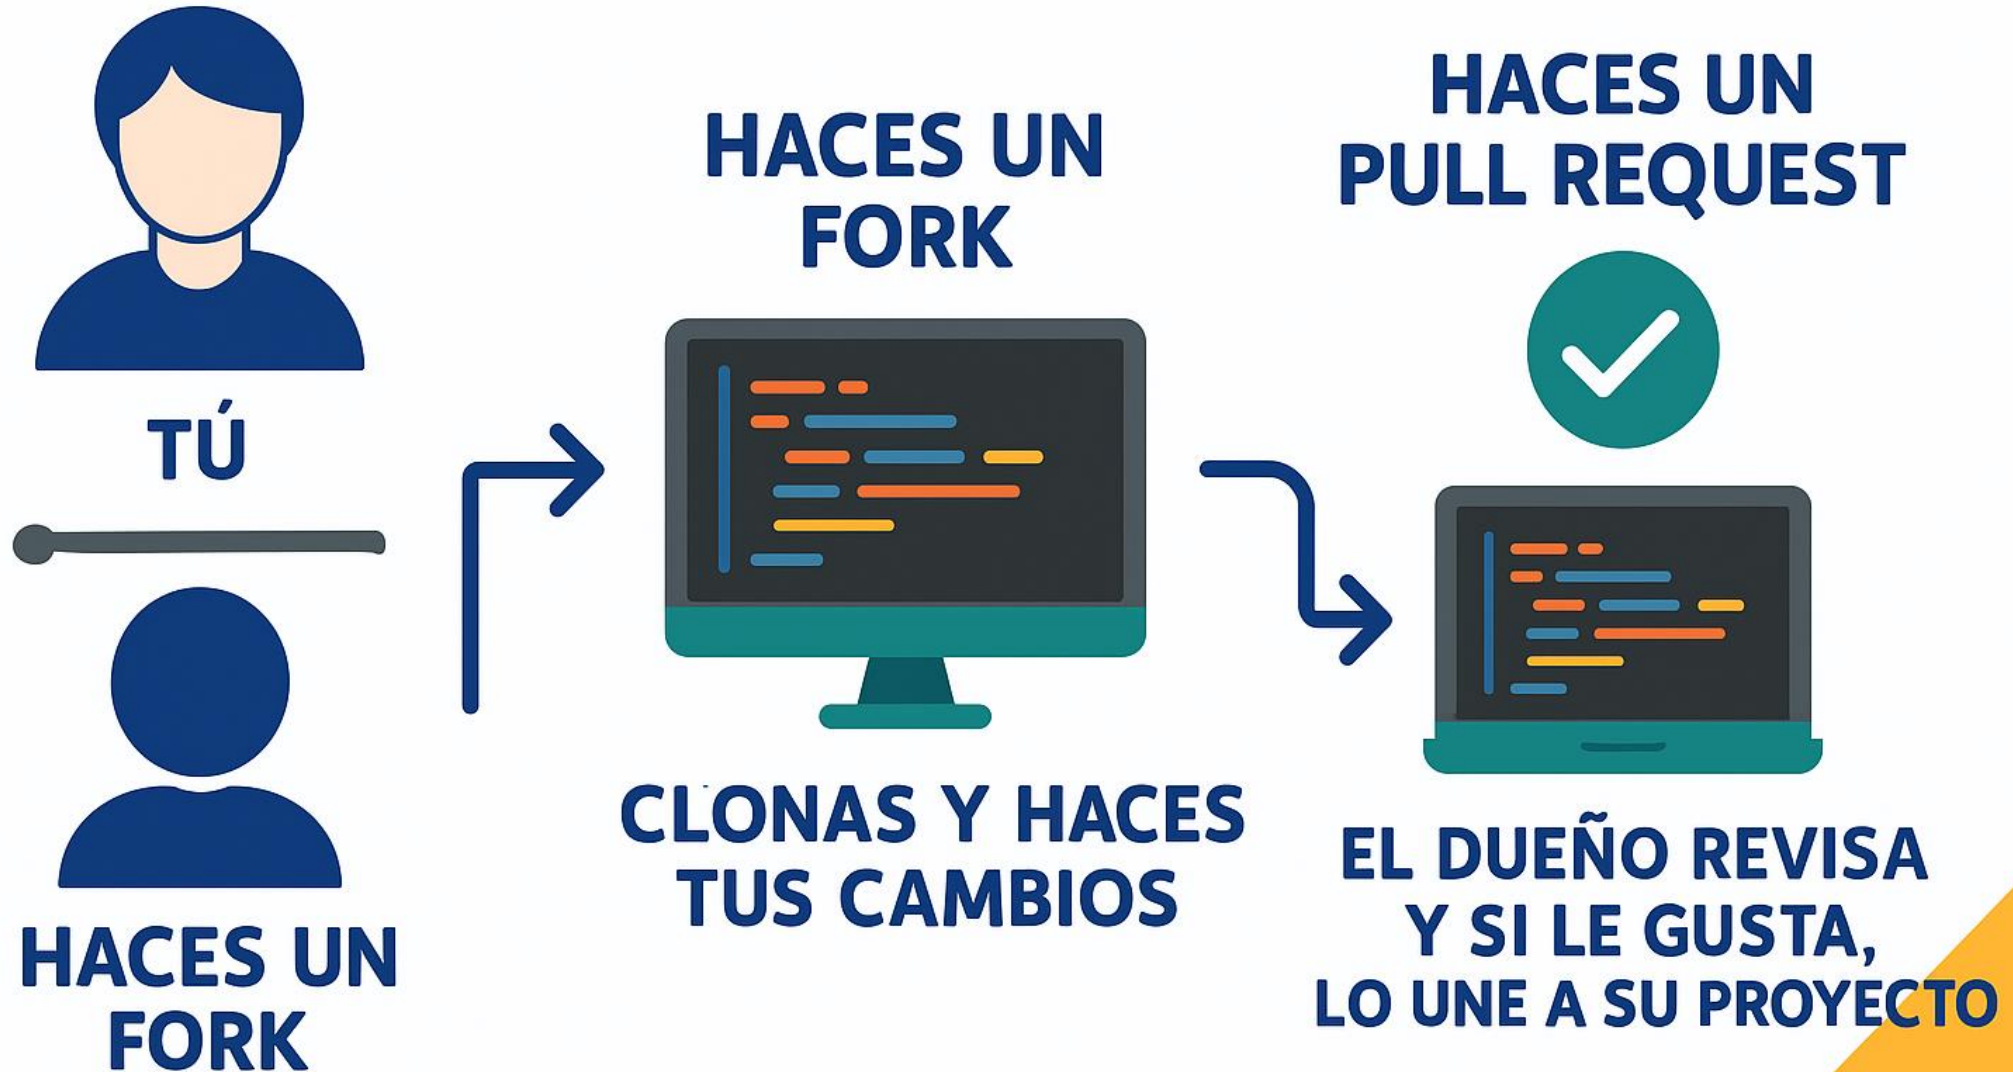 TÚ
HACES UN
FORK
HACES UN
FORK
CLONAS Y HACES
TUS CAMBIOS
HACES UN
PULL REQUEST
EL DUEÑO REVISA
Y SI LE GUSTA,
LO UNE A SU PROYECTO